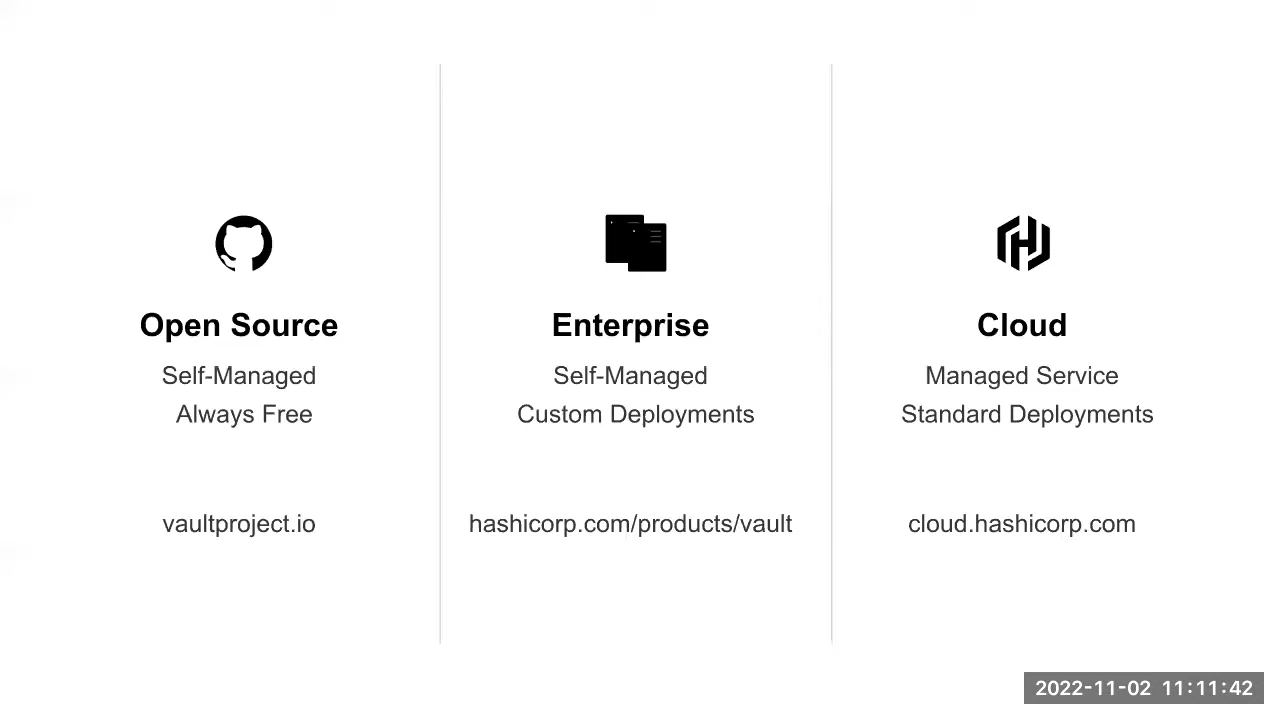 Open Source
Self-Managed
Always Free
vaultproject.io
Enterprise
Self-Managed
Custom Deployments
hashicorp.com/products/vault
Cloud
Managed Service
Standard Deployments
cloud.hashicorp.com
2022-11-02 11:11:42